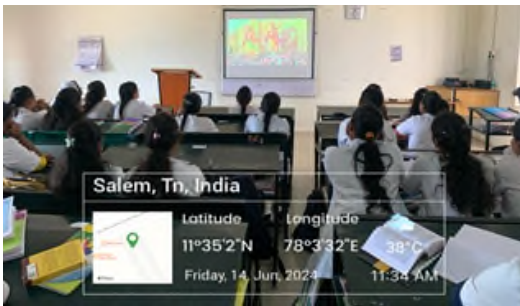 Salem, Tn, India
Latitude
Longitude
11°35'2"N
78°3'32"E
38°C
Friday, 14, Jun, 2024
11:34 AM